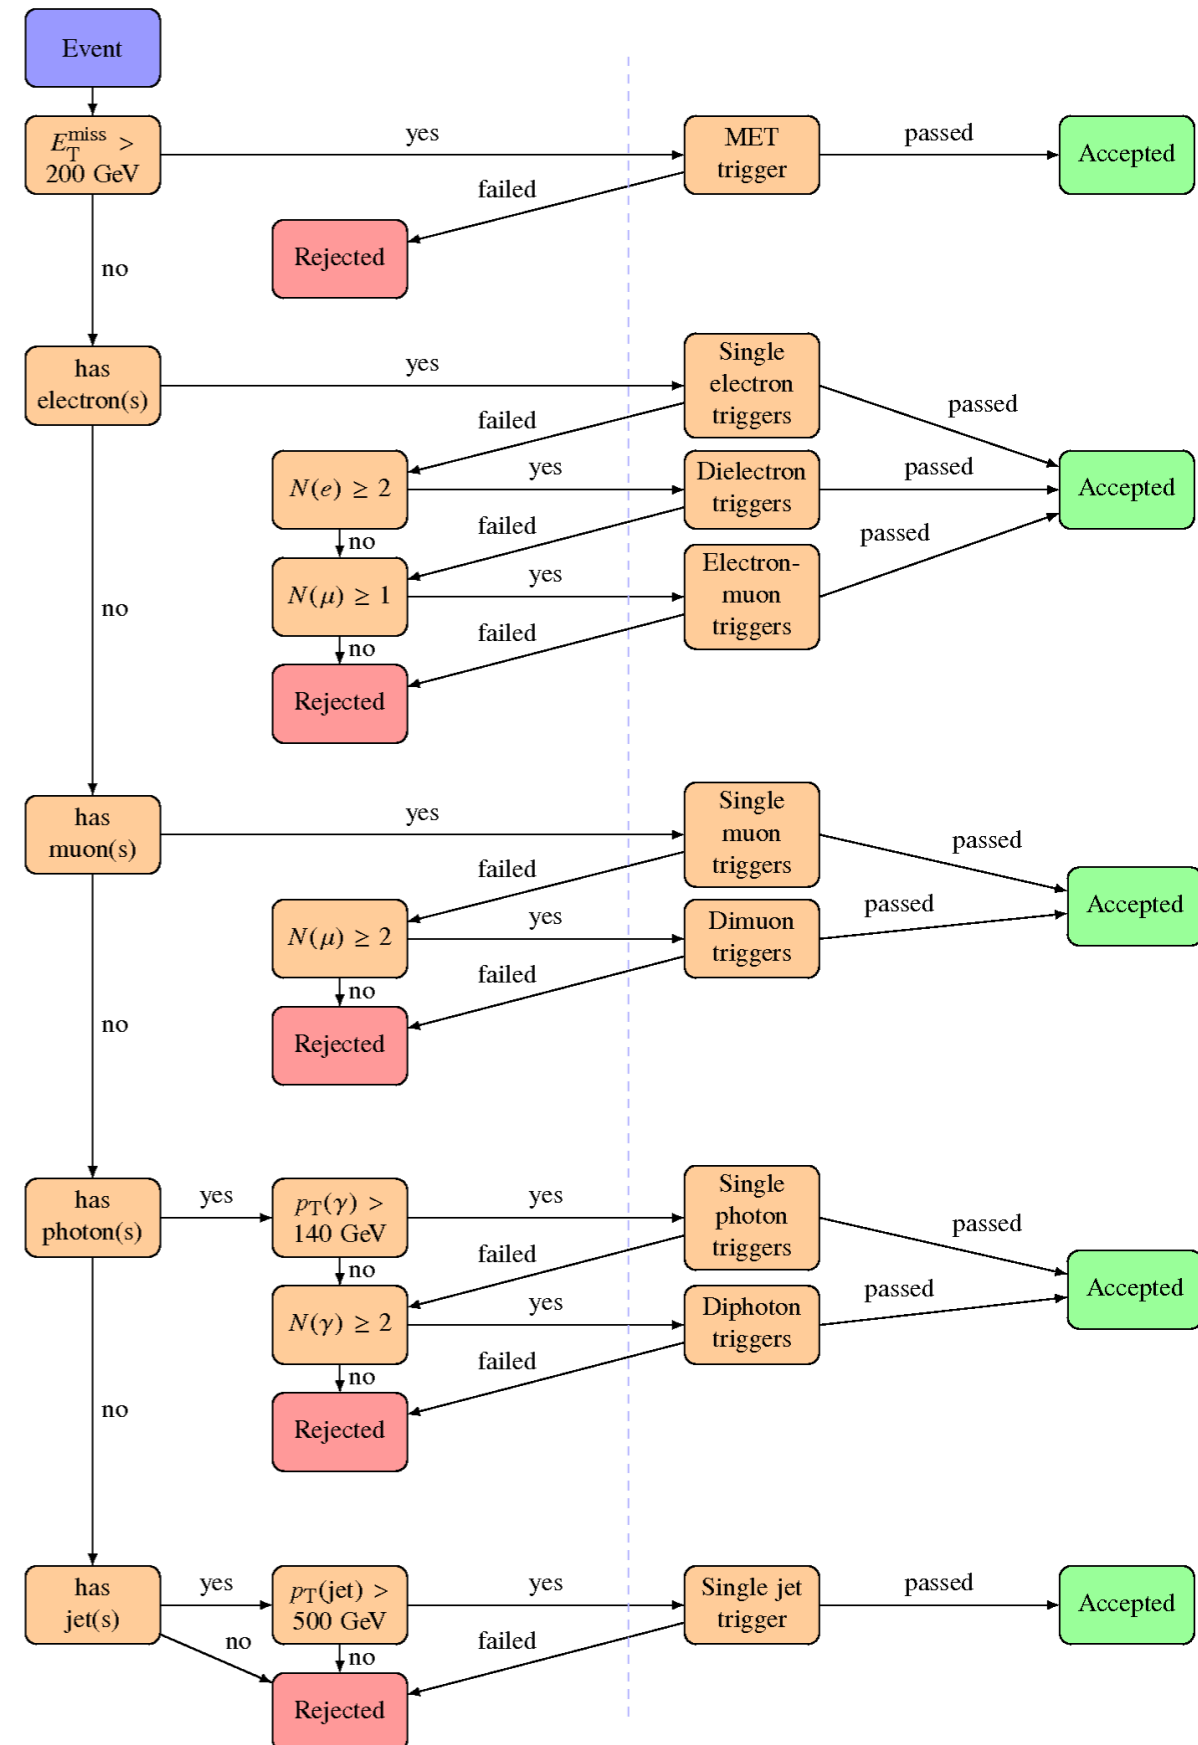 Event
E_T^miss >
200 GeV
yes
MET
trigger
passed
Accepted
failed
Rejected
no
has
electron(s)
yes
Single
electron
triggers
passed
failed
N(e) ≥ 2
yes
Dielectron
triggers
passed
Accepted
no
failed
passed
N(μ) ≥ 1
yes
Electron-
muon
triggers
no
failed
Rejected
no
has
muon(s)
yes
Single
muon
triggers
passed
failed
N(μ) ≥ 2
yes
Dimuon
triggers
passed
Accepted
no
failed
Rejected
no
has
photon(s)
yes
p_T(γ) >
140 GeV
yes
Single
photon
triggers
passed
no
failed
N(γ) ≥ 2
yes
Diphoton
triggers
passed
Accepted
no
failed
Rejected
no
has
jet(s)
yes
p_T(jet) >
500 GeV
yes
Single jet
trigger
passed
Accepted
no
no
failed
Rejected